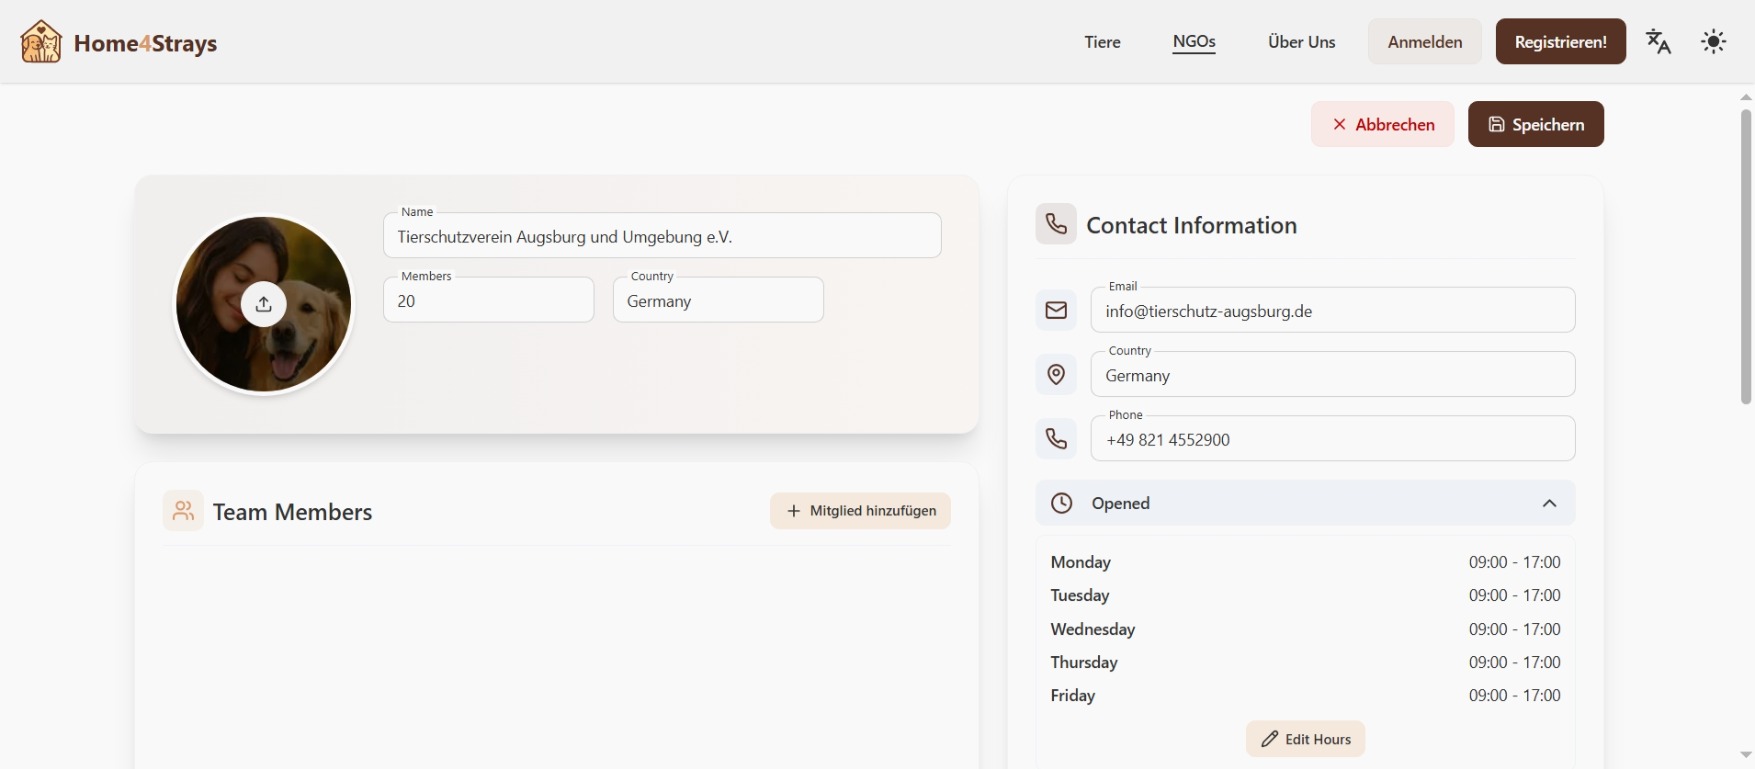 Home4Strays
Tiere
NGOs
Über Uns
Anmelden
Registrieren!
Abbrechen
Speichern
Name
Tierschutzverein Augsburg und Umgebung e.V.
Members
20
Country
Germany
Team Members
Mitglied hinzufügen
Contact Information
Email
info@tierschutz-augsburg.de
Country
Germany
Phone
+49 821 4552900
Opened
Monday 09:00 - 17:00
Tuesday 09:00 - 17:00
Wednesday 09:00 - 17:00
Thursday 09:00 - 17:00
Friday 09:00 - 17:00
Edit Hours